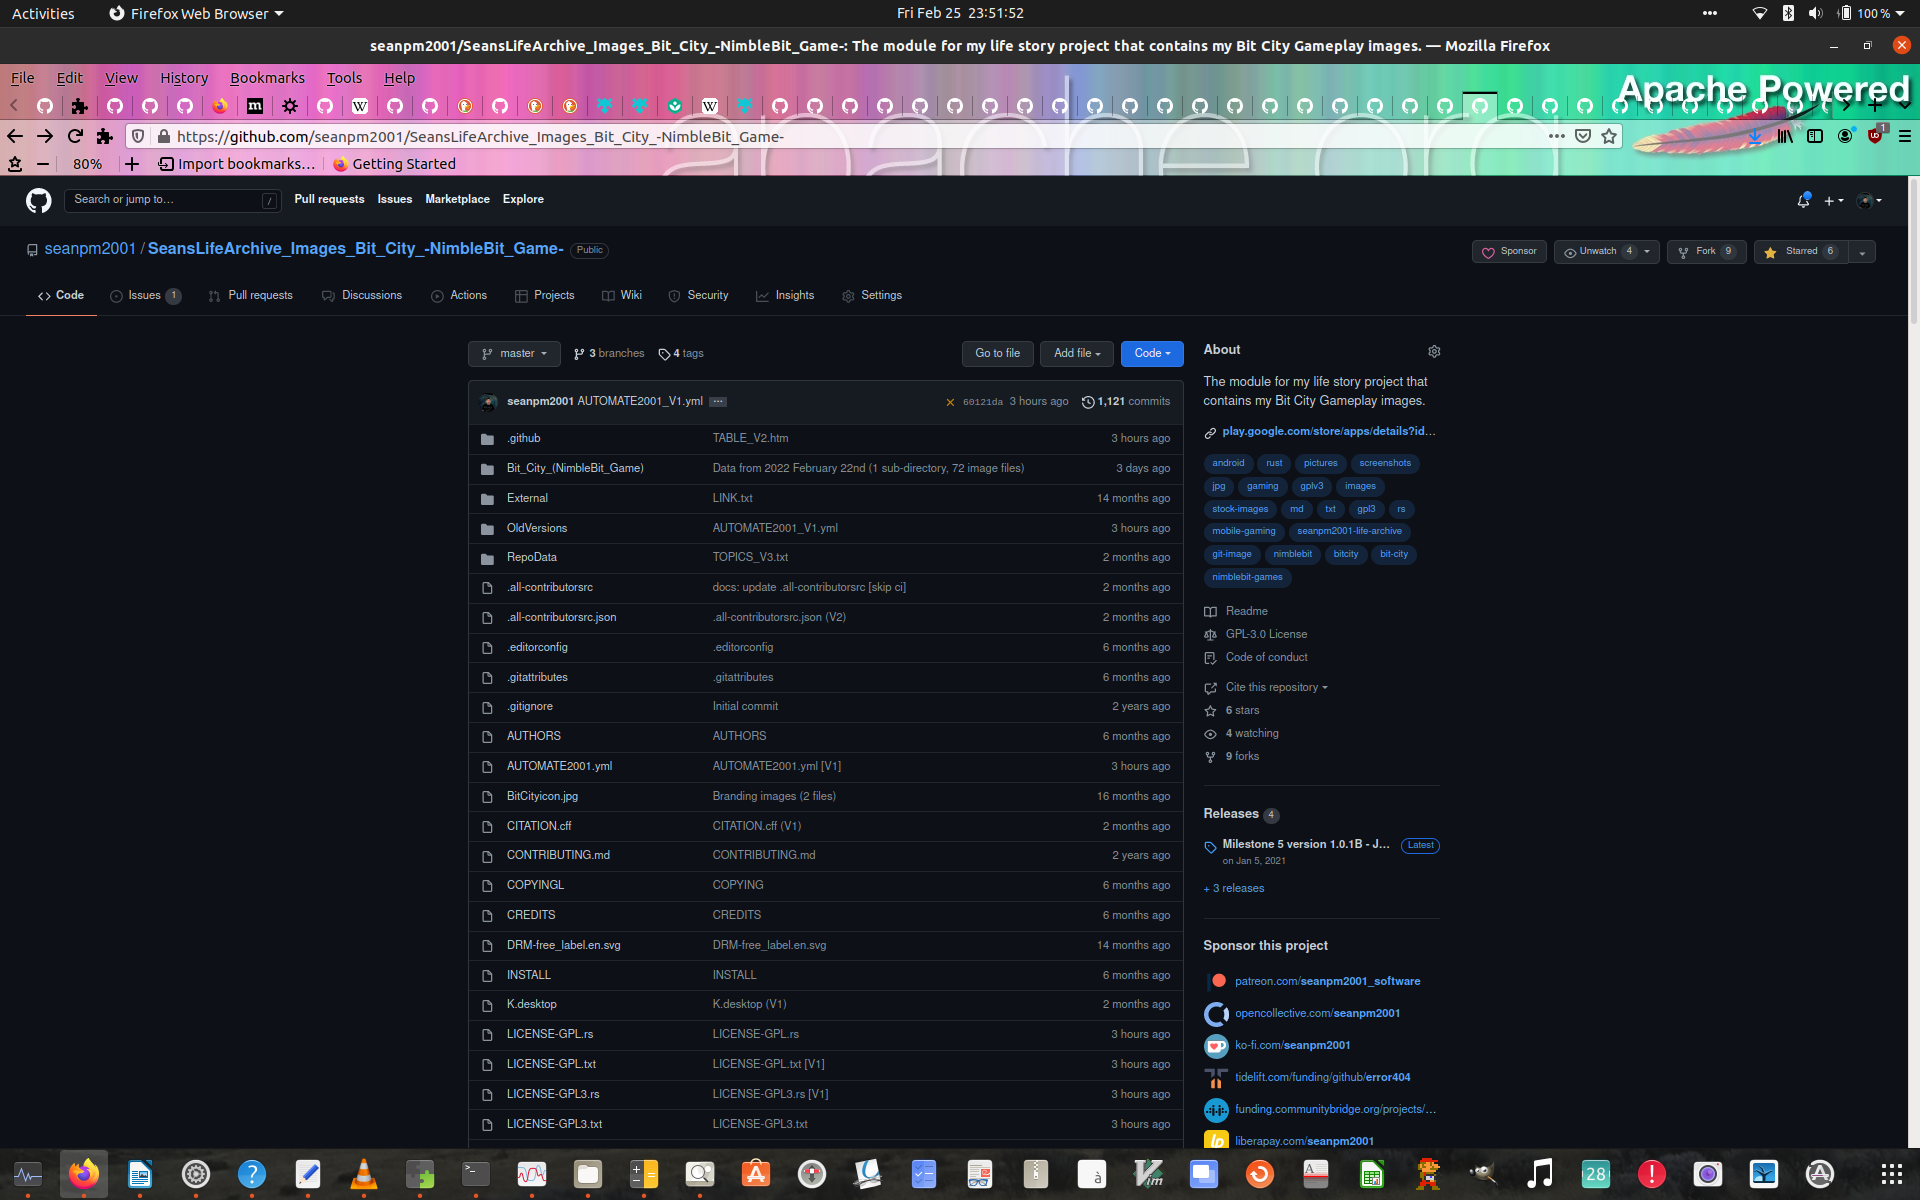 Activities Firefox Web Browser Fri Feb 25 23:51:52 100 %
seanpm2001/SeansLifeArchive_Images_Bit_City_-NimbleBit_Game-: The module for my life story project that contains my Bit City Gameplay images. — Mozilla Firefox
File Edit View History Bookmarks Tools Help
Apache Powered
https://github.com/seanpm2001/SeansLifeArchive_Images_Bit_City_-NimbleBit_Game-
80% Import bookmarks... Getting Started
Search or jump to... / Pull requests Issues Marketplace Explore
seanpm2001 / SeansLifeArchive_Images_Bit_City_-NimbleBit_Game- Public
Sponsor Unwatch 4 Fork 9 Starred 6
Code Issues 1 Pull requests Discussions Actions Projects Wiki Security Insights Settings
master 3 branches 4 tags Go to file Add file Code
seanpm2001 AUTOMATE2001_V1.yml ... 60121da 3 hours ago 1,121 commits
.github TABLE_V2.htm 3 hours ago
Bit_City_(NimbleBit_Game) Data from 2022 February 22nd (1 sub-directory, 72 image files) 3 days ago
External LINK.txt 14 months ago
OldVersions AUTOMATE2001_V1.yml 3 hours ago
RepoData TOPICS_V3.txt 2 months ago
.all-contributorsrc docs: update .all-contributorsrc [skip ci] 2 months ago
.all-contributorsrc.json .all-contributorsrc.json (V2) 2 months ago
.editorconfig .editorconfig 6 months ago
.gitattributes .gitattributes 6 months ago
.gitignore Initial commit 2 years ago
AUTHORS AUTHORS 6 months ago
AUTOMATE2001.yml AUTOMATE2001.yml [V1] 3 hours ago
BitCityicon.jpg Branding images (2 files) 16 months ago
CITATION.cff CITATION.cff (V1) 2 months ago
CONTRIBUTING.md CONTRIBUTING.md 2 years ago
COPYINGL COPYING 6 months ago
CREDITS CREDITS 6 months ago
DRM-free_label.en.svg DRM-free_label.en.svg 14 months ago
INSTALL INSTALL 6 months ago
K.desktop K.desktop (V1) 2 months ago
LICENSE-GPL.rs LICENSE-GPL.rs 3 hours ago
LICENSE-GPL.txt LICENSE-GPL.txt [V1] 3 hours ago
LICENSE-GPL3.rs LICENSE-GPL3.rs [V1] 3 hours ago
LICENSE-GPL3.txt LICENSE-GPL3.txt 3 hours ago
About
The module for my life story project that
contains my Bit City Gameplay images.
play.google.com/store/apps/details?id...
android rust pictures screenshots
jpg gaming gplv3 images
stock-images md txt gpl3 rs
mobile-gaming seanpm2001-life-archive
git-image nimblebit bitcity bit-city
nimblebit-games
Readme
GPL-3.0 License
Code of conduct
Cite this repository
6 stars
4 watching
9 forks
Releases 4
Milestone 5 version 1.0.1B - J... Latest
on Jan 5, 2021
+ 3 releases
Sponsor this project
patreon.com/seanpm2001_software
opencollective.com/seanpm2001
ko-fi.com/seanpm2001
tidelift.com/funding/github/error404
funding.communitybridge.org/projects/...
liberapay.com/seanpm2001
28